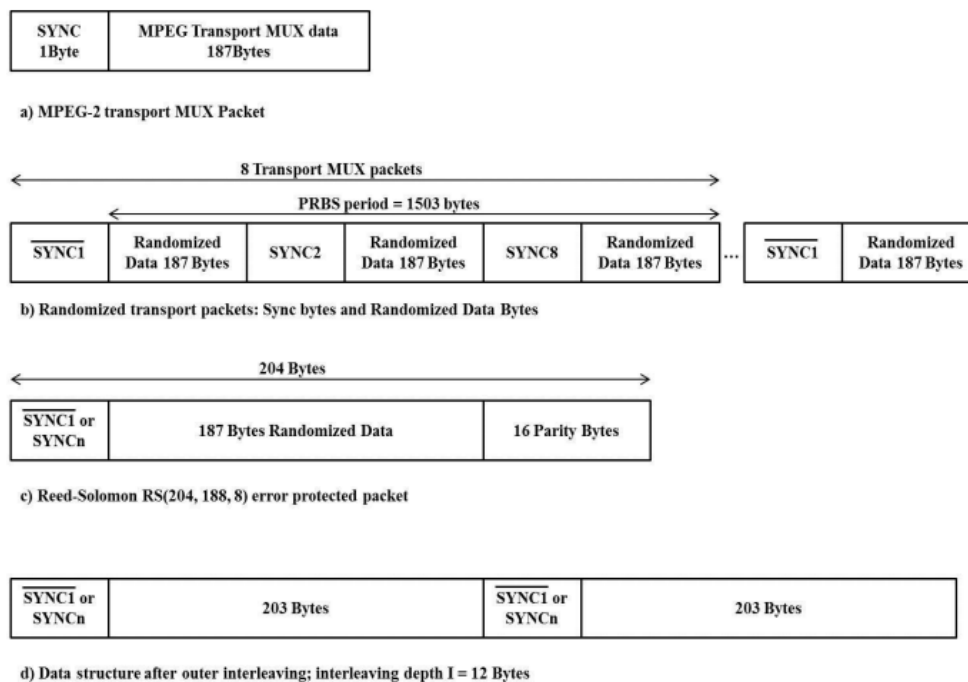 SYNC
1Byte
MPEG Transport MUX data
187Bytes
a) MPEG-2 transport MUX Packet
8 Transport MUX packets
PRBS period = 1503 bytes
SYNC1
Randomized
Data 187 Bytes
SYNC2
Randomized
Data 187 Bytes
SYNC8
Randomized
Data 187 Bytes
...
SYNC1
Randomized
Data 187 Bytes
b) Randomized transport packets: Sync bytes and Randomized Data Bytes
204 Bytes
SYNC1 or
SYNCn
187 Bytes Randomized Data
16 Parity Bytes
c) Reed-Solomon RS(204, 188, 8) error protected packet
SYNC1 or
SYNCn
203 Bytes
SYNC1 or
SYNCn
203 Bytes
d) Data structure after outer interleaving; interleaving depth I = 12 Bytes